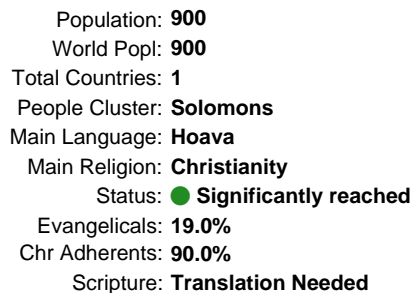 Population: 900
World Popl: 900
Total Countries: 1
People Cluster: Solomons
Main Language: Hoava
Main Religion: Christianity
Status: Significantly reached
Evangelicals: 19.0%
Chr Adherents: 90.0%
Scripture: Translation Needed